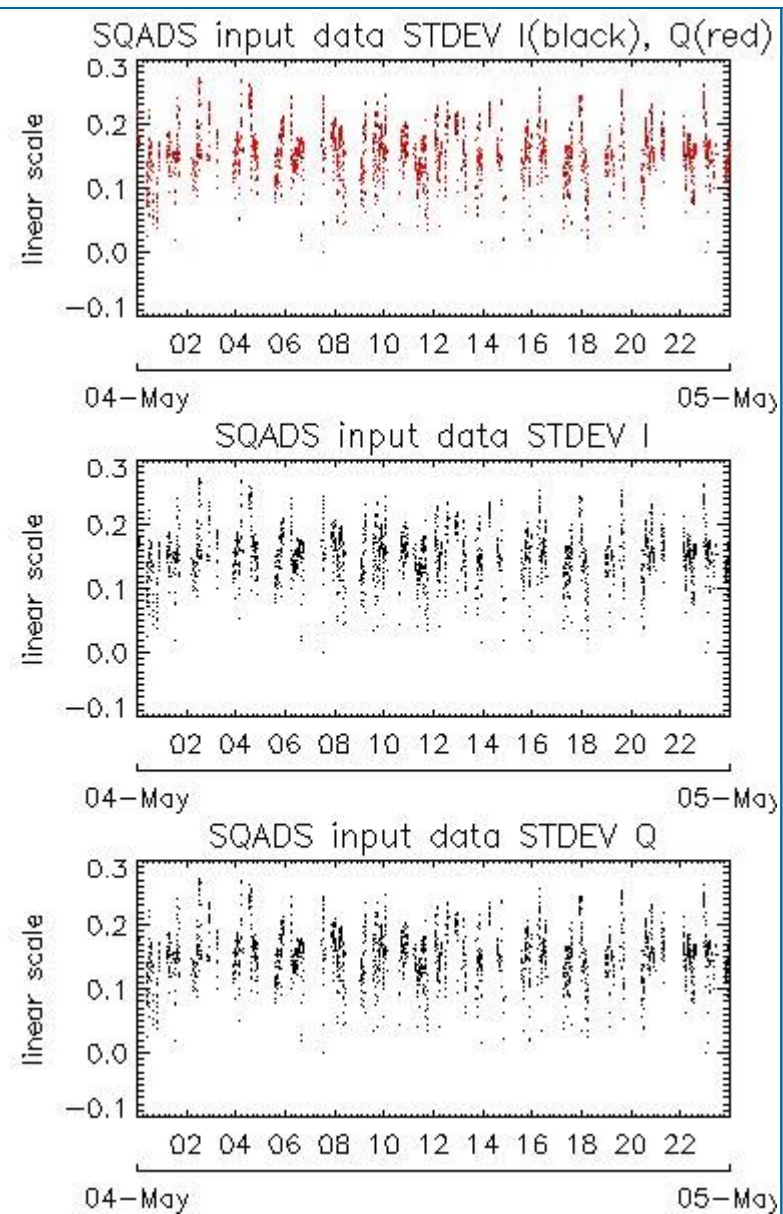 SQADS input data STDEV I(black), Q(red)
0.3
0.2
0.1
0.0
-0.1
linear scale
02 04 06 08 10 12 14 16 18 20 22
04-May 05-May
SQADS input data STDEV I
0.3
0.2
0.1
0.0
-0.1
linear scale
02 04 06 08 10 12 14 16 18 20 22
04-May 05-May
SQADS input data STDEV Q
0.3
0.2
0.1
0.0
-0.1
linear scale
02 04 06 08 10 12 14 16 18 20 22
04-May 05-May